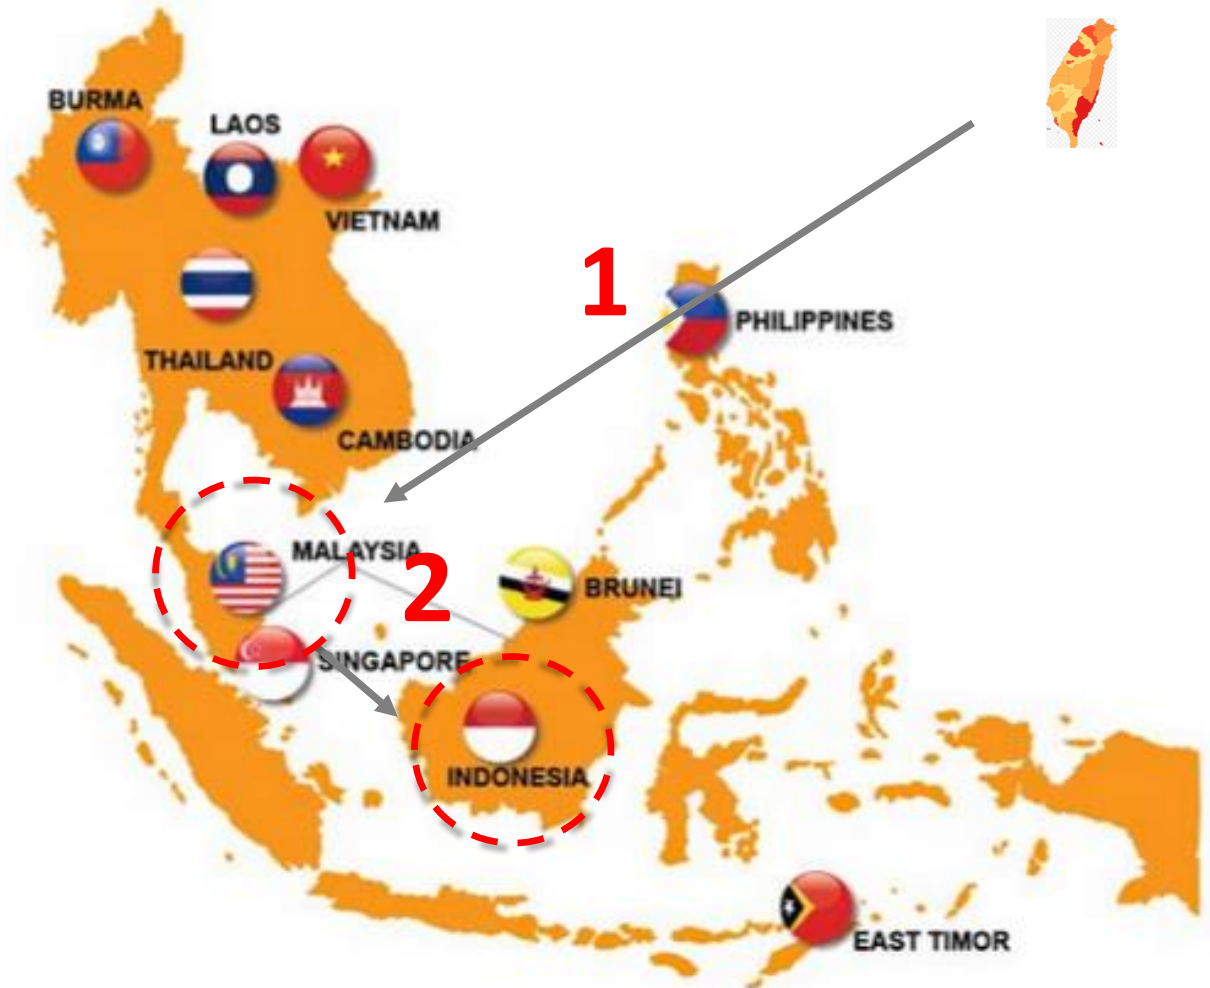 BURMA
LAOS
VIETNAM
1
PHILIPPINES
THAILAND
CAMBODIA
MALAYSIA
2
BRUNEI
SINGAPORE
INDONESIA
EAST TIMOR